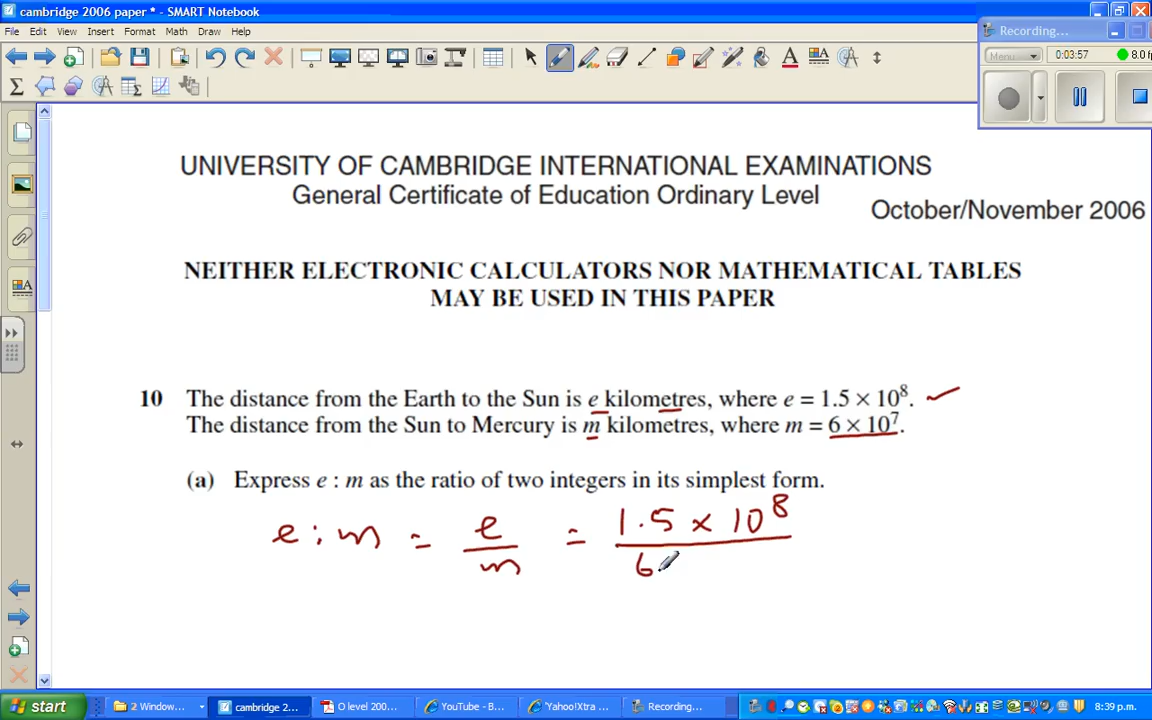 cambridge 2006 paper * - SMART Notebook
Recording...
File Edit View Insert Format Math Draw Help
Menu
0:03:57
8.0 f
UNIVERSITY OF CAMBRIDGE INTERNATIONAL EXAMINATIONS
General Certificate of Education Ordinary Level
October/November 2006
NEITHER ELECTRONIC CALCULATORS NOR MATHEMATICAL TABLES
MAY BE USED IN THIS PAPER
10 The distance from the Earth to the Sun is e kilometres, where e = 1.5 × 10⁸.
The distance from the Sun to Mercury is m kilometres, where m = 6 × 10⁷.
(a) Express e : m as the ratio of two integers in its simplest form.
e : m = e/m = 1.5 × 10⁸ / 6
start
2 Window...
cambridge 2...
O level 200...
YouTube - B...
'Yahoo!Xtra ...
Recording...
8:39 p.m.